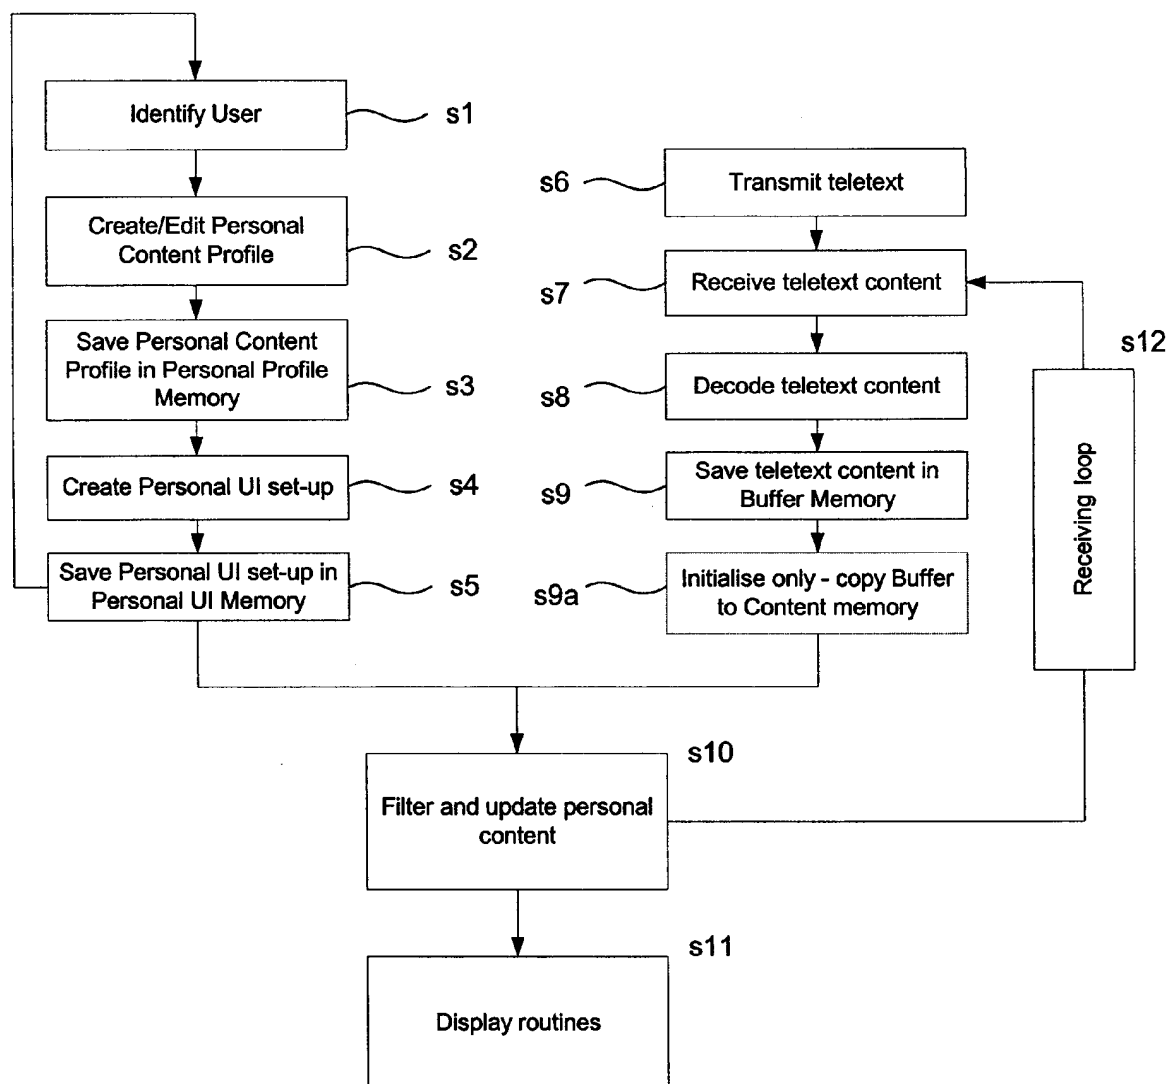 Identify User
s1
Create/Edit Personal
Content Profile
s2
Save Personal Content
Profile in Personal Profile
Memory
s3
Create Personal UI set-up
s4
Save Personal UI set-up in
Personal UI Memory
s5
s6
Transmit teletext
s7
Receive teletext content
s8
Decode teletext content
s9
Save teletext content in
Buffer Memory
s9a
Initialise only - copy Buffer
to Content memory
s12
Receiving loop
s10
Filter and update personal
content
s11
Display routines